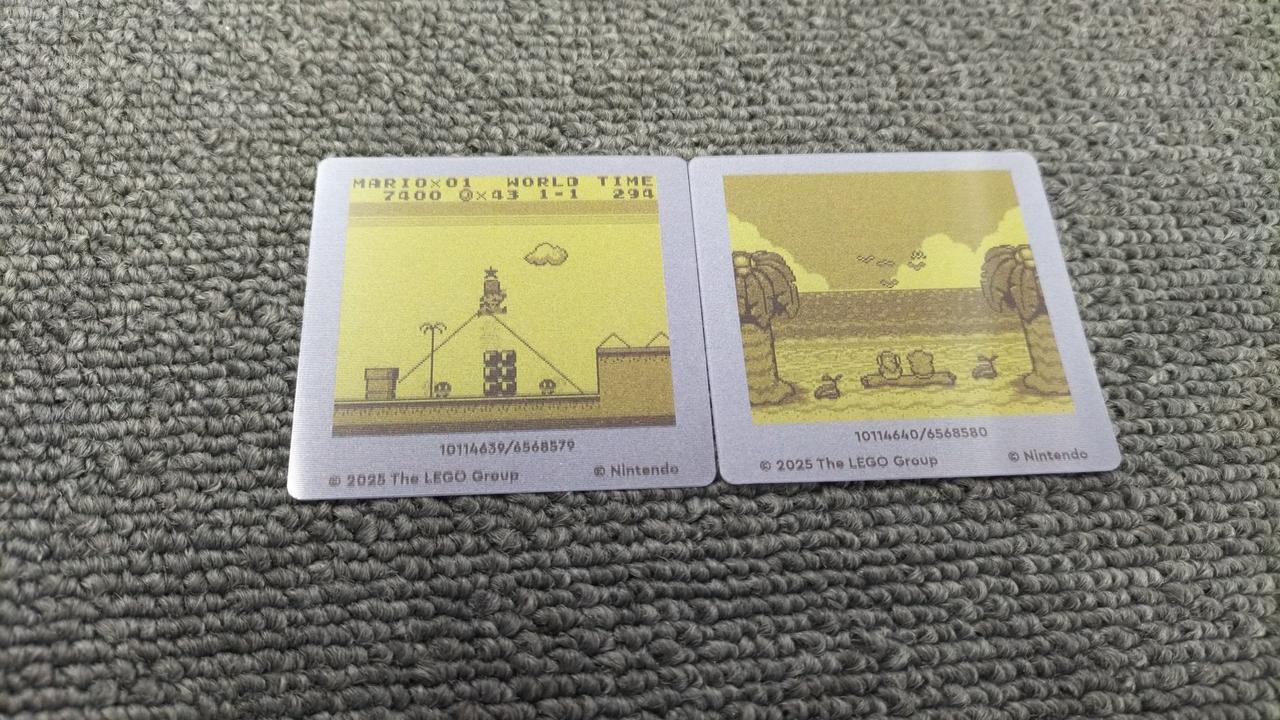 MARIO×01 WORLD TIME
7400 ×43 1-1 294
10114639/6568579
© 2025 The LEGO Group © Nintendo
10114640/6568580
© 2025 The LEGO Group © Nintendo